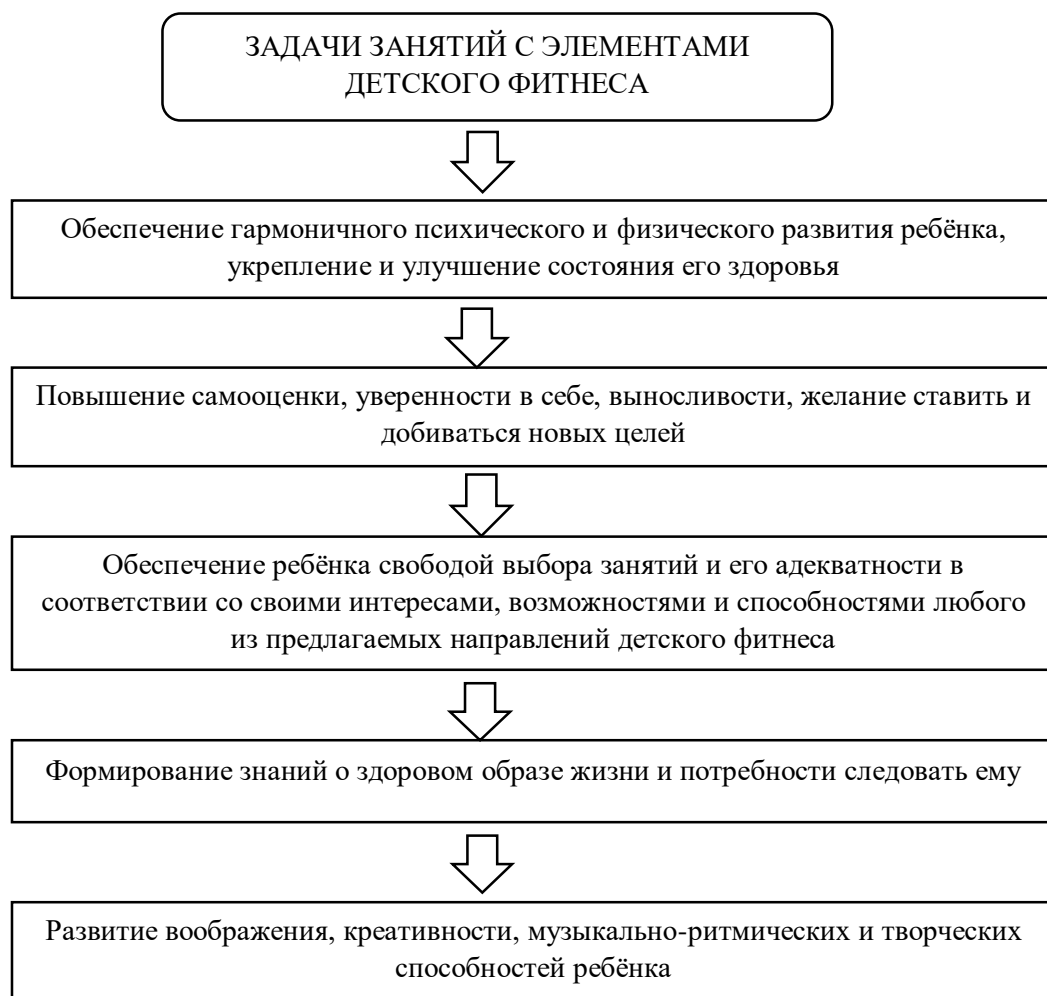 ЗАДАЧИ ЗАНЯТИЙ С ЭЛЕМЕНТАМИ
ДЕТСКОГО ФИТНЕСА
Обеспечение гармоничного психического и физического развития ребёнка,
укрепление и улучшение состояния его здоровья
Повышение самооценки, уверенности в себе, выносливости, желание ставить и
добиваться новых целей
Обеспечение ребёнка свободой выбора занятий и его адекватности в
соответствии со своими интересами, возможностями и способностями любого
из предлагаемых направлений детского фитнеса
Формирование знаний о здоровом образе жизни и потребности следовать ему
Развитие воображения, креативности, музыкально-ритмических и творческих
способностей ребёнка